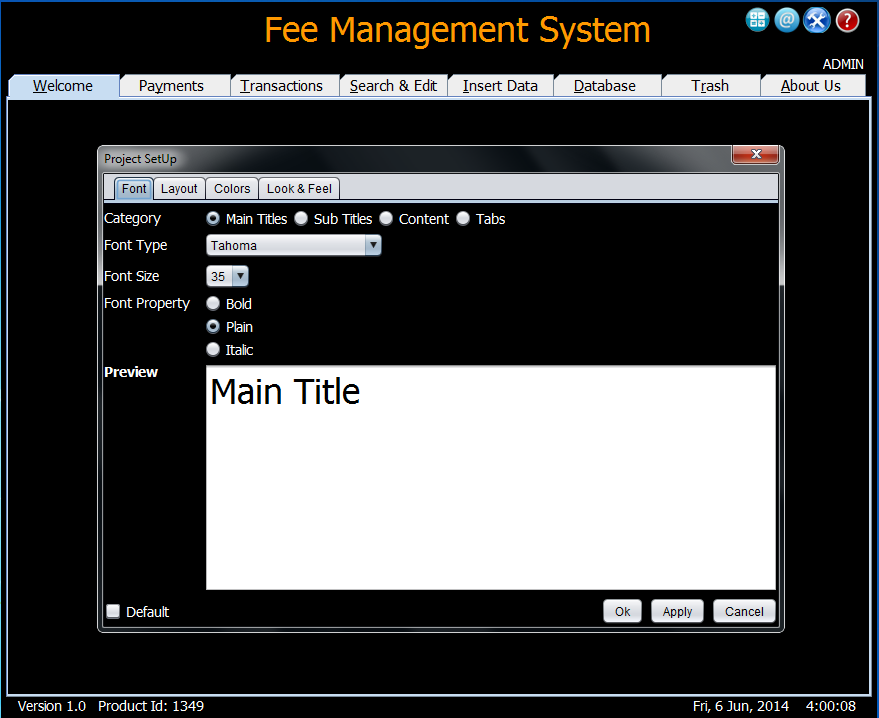 Fee Management System
@ ?
ADMIN
Welcome Payments Transactions Search & Edit Insert Data Database Trash About Us
Project SetUp X
Font Layout Colors Look & Feel
Category Main Titles Sub Titles Content Tabs
Font Type Tahoma
Font Size 35
Font Property Bold
Plain
Italic
Preview
Main Title
Default Ok Apply Cancel
Version 1.0 Product Id: 1349 Fri, 6 Jun, 2014 4:00:08